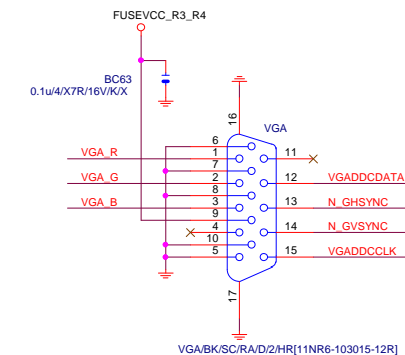 FUSEVCC_R3_R4
BC63
0.1u/4/X7R/16V/K/X
16
VGA
6
VGA_R
1
11
7
VGA_G
2
12
VGADDCDATA
8
VGA_B
3
13
N_GHSYNC
9
4
14
N_GVSYNC
10
5
15
VGADDCCLK
17
VGA/BK/SC/RA/D/2/HR[11NR6-103015-12R]